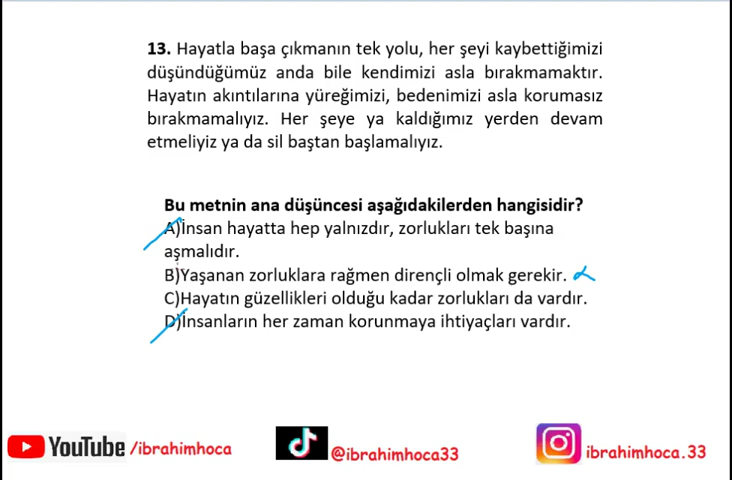 13. Hayatla başa çıkmanın tek yolu, her şeyi kaybettiğimizi
düşündüğümüz anda bile kendimizi asla bırakmamaktır.
Hayatın akıntılarına yüreğimizi, bedenimizi asla korumasız
bırakmamalıyız. Her şeye ya kaldığımız yerden devam
etmeliyiz ya da sil baştan başlamalıyız.
Bu metnin ana düşüncesi aşağıdakilerden hangisidir?
A)İnsan hayatta hep yalnızdır, zorlukları tek başına
aşmalıdır.
B)Yaşanan zorluklara rağmen dirençli olmak gerekir.
C)Hayatın güzellikleri olduğu kadar zorlukları da vardır.
D)İnsanların her zaman korunmaya ihtiyaçları vardır.
YouTube /ibrahimhoca
@ibrahimhoca33
ibrahimhoca.33